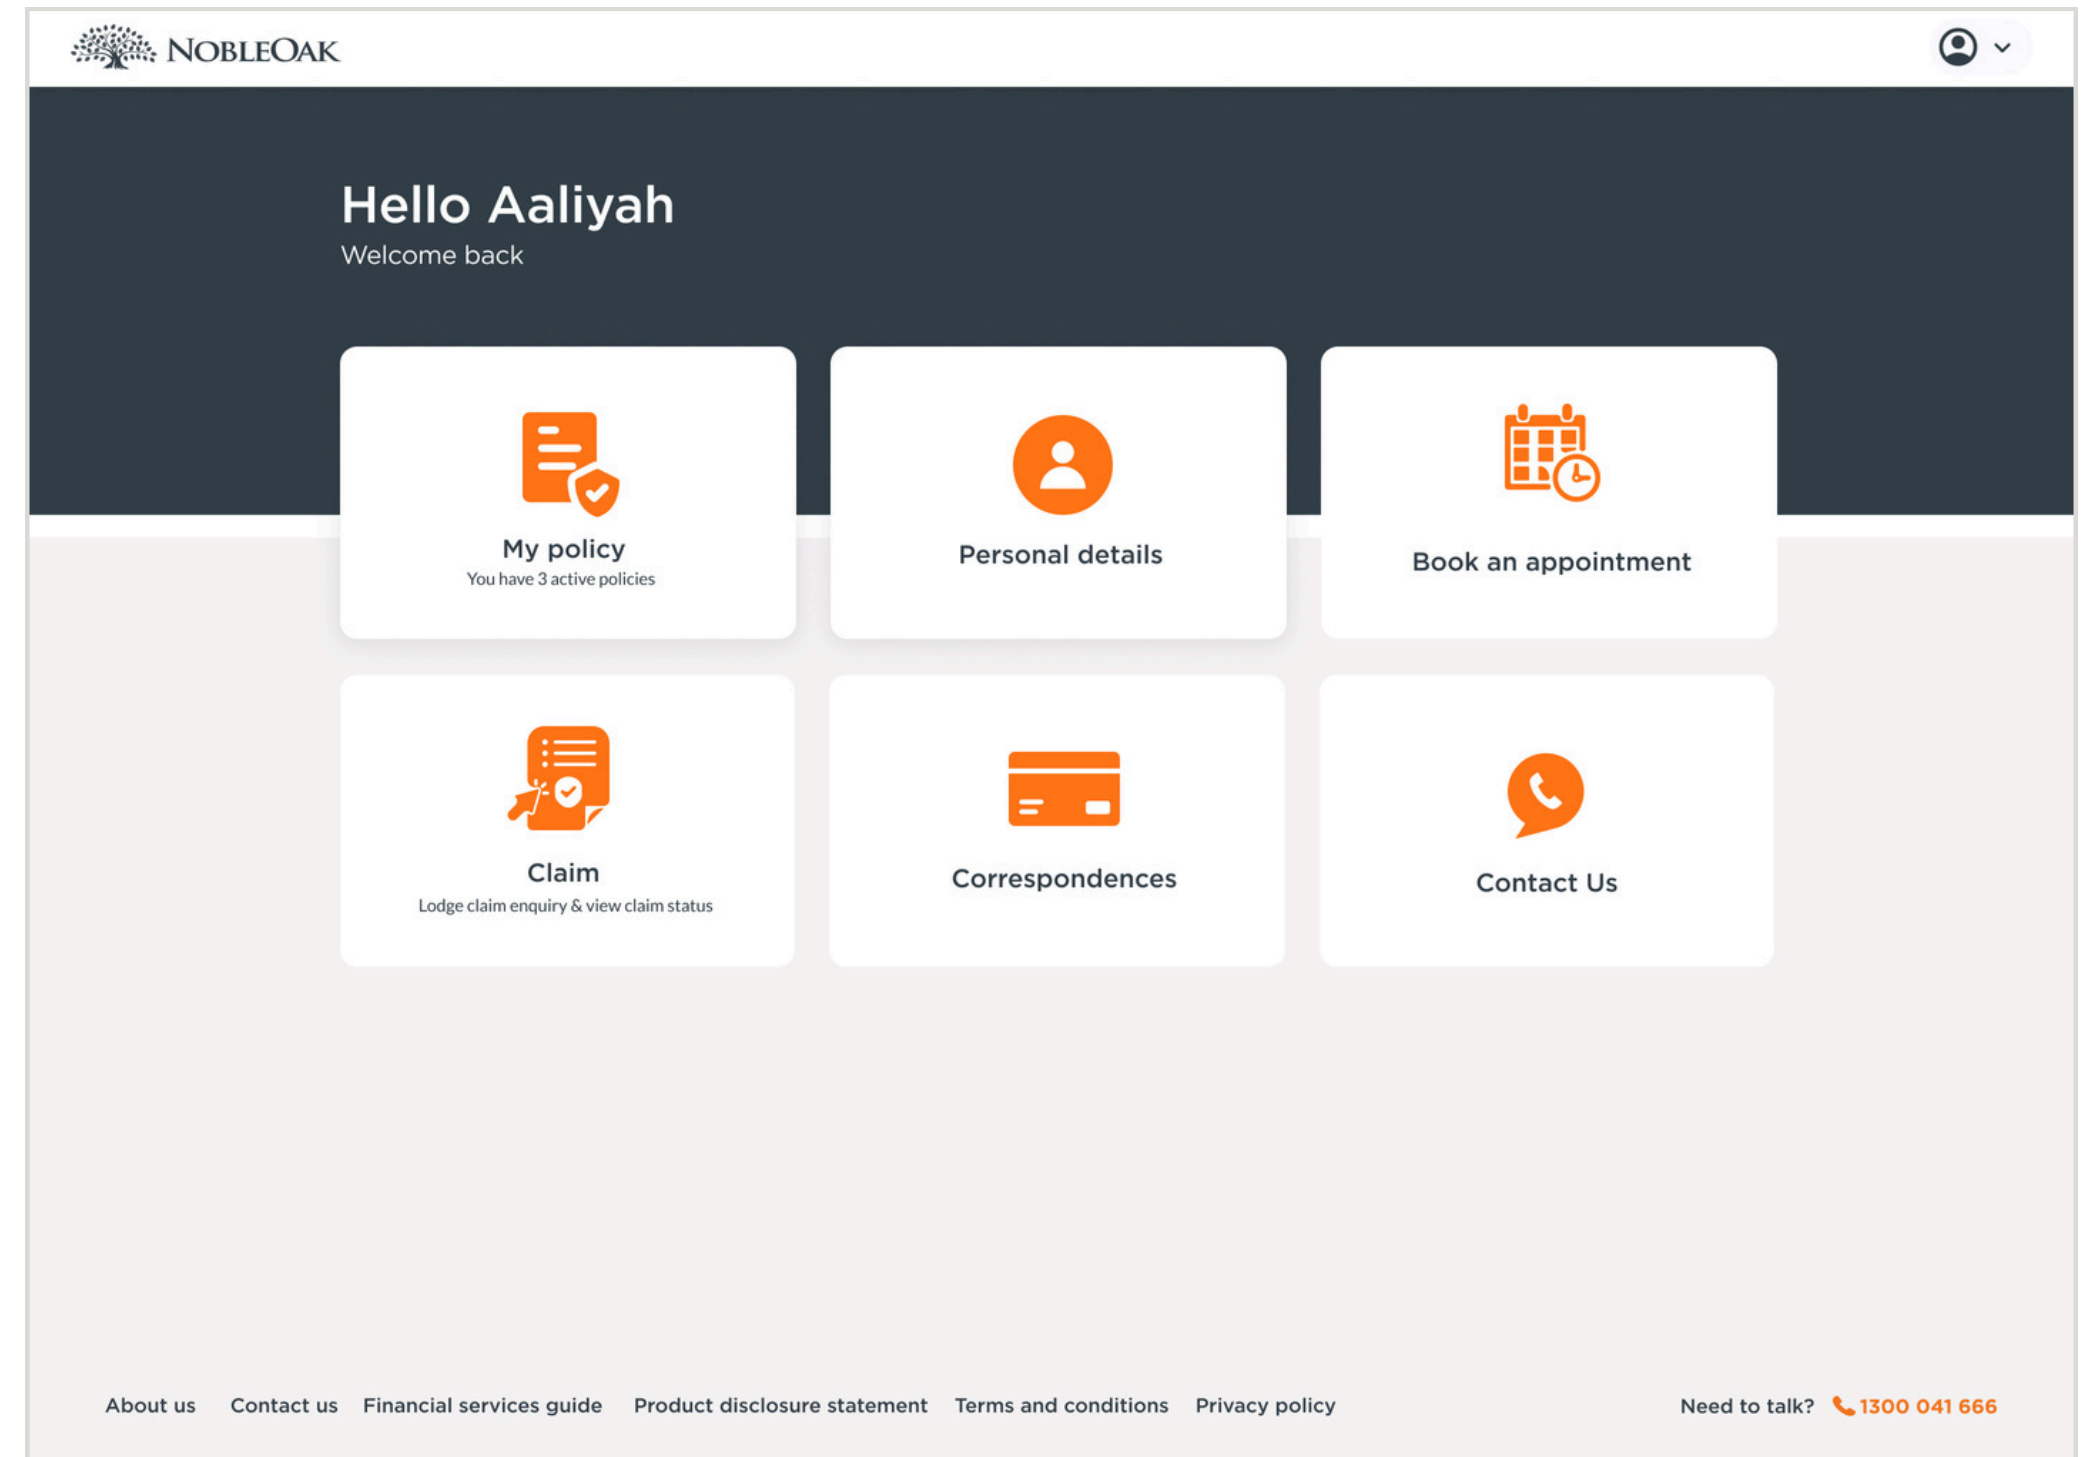 NOBLEOAK
Hello Aaliyah
Welcome back
My policy
You have 3 active policies
Personal details
Book an appointment
Claim
Lodge claim enquiry & view claim status
Correspondences
Contact Us
About us Contact us Financial services guide Product disclosure statement Terms and conditions Privacy policy Need to talk? 1300 041 666